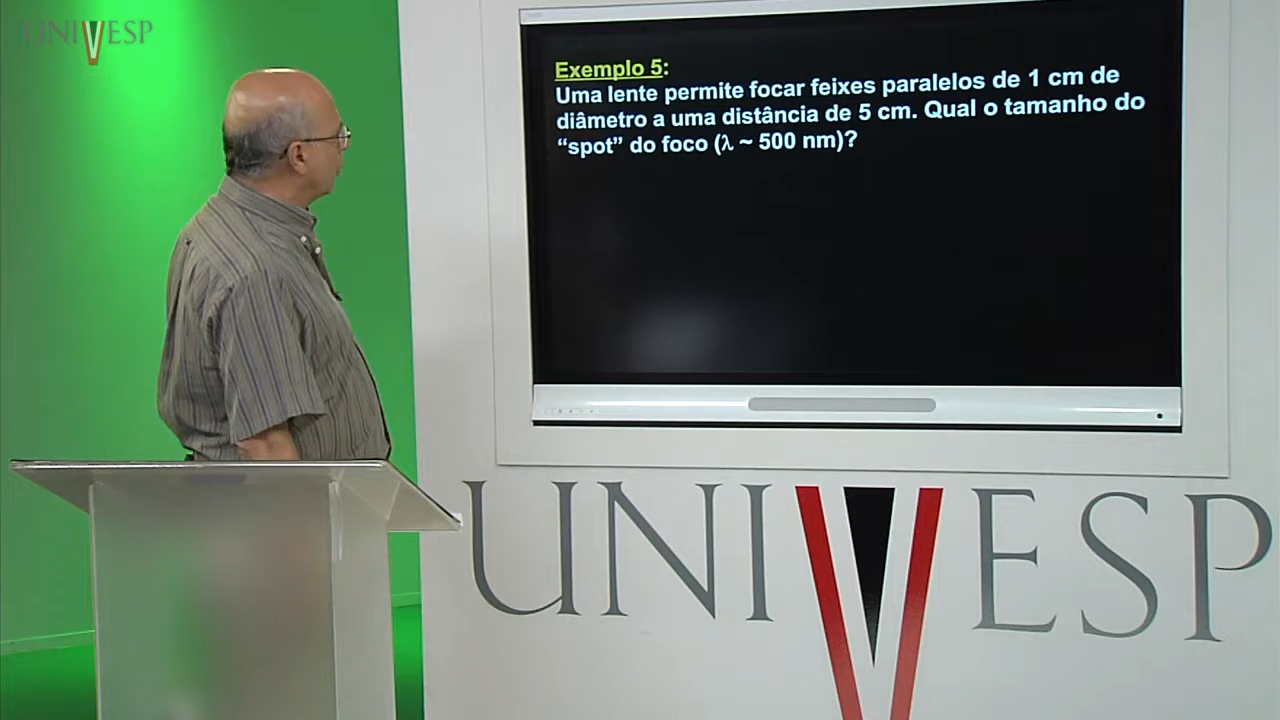 UNIVESP
Exemplo 5:
Uma lente permite focar feixes paralelos de 1 cm de
diâmetro a uma distância de 5 cm. Qual o tamanho do
“spot” do foco (λ ~ 500 nm)?
UNIVESP